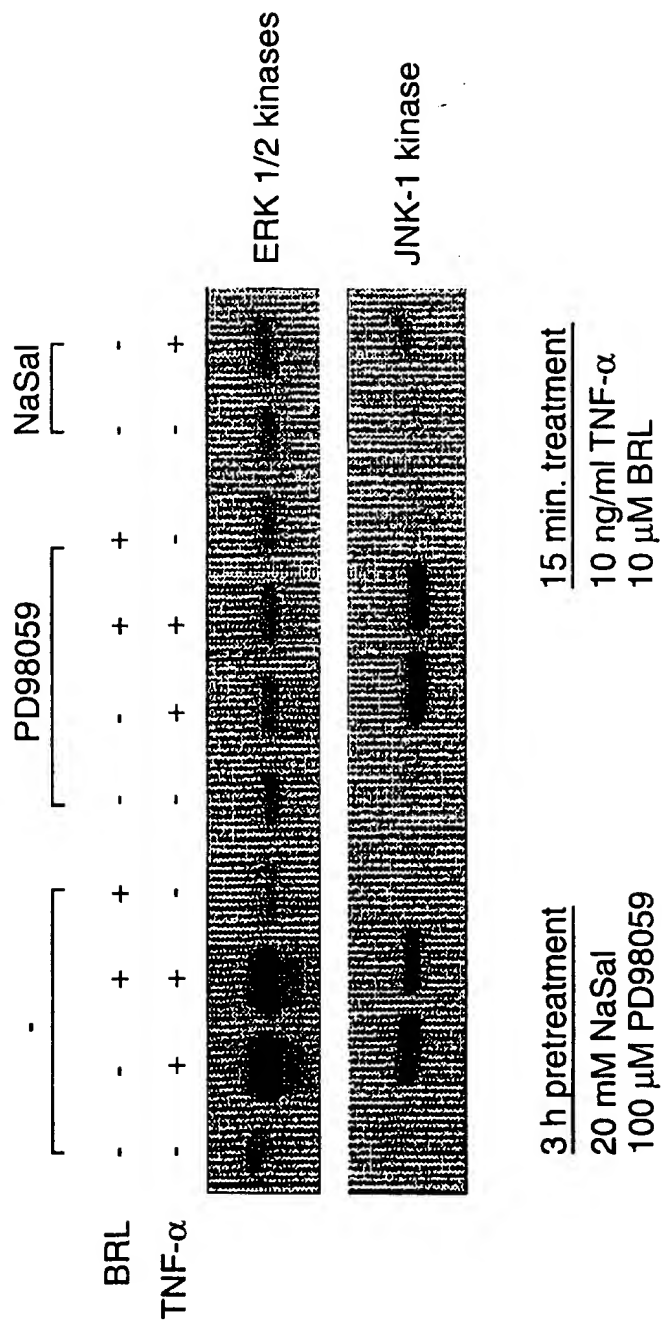 - PD98059 NaSal
BRL - - + + - - + + - -
TNF-α - + + - - + + - - +
ERK 1/2 kinases
JNK-1 kinase
3 h pretreatment
20 mM NaSal
100 μM PD98059
15 min. treatment
10 ng/ml TNF-α
10 μM BRL